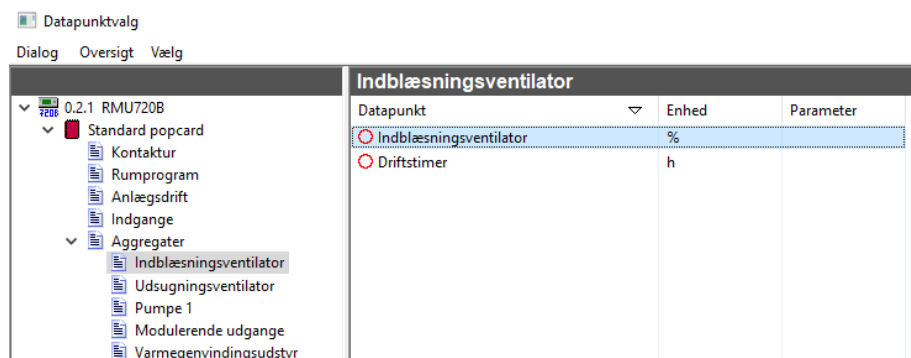 Datapunktvalg
Dialog Oversigt Vælg
Indblæsningsventilator
0.2.1 RMU720B
Standard popcard
Kontaktur
Rumprogram
Anlægsdrift
Indgange
Aggregater
Indblæsningsventilator
Udsugningsventilator
Pumpe 1
Modulerende udgange
Varmegenvindingsudstyr
Datapunkt Enhed Parameter
Indblæsningsventilator %
Driftstimer h